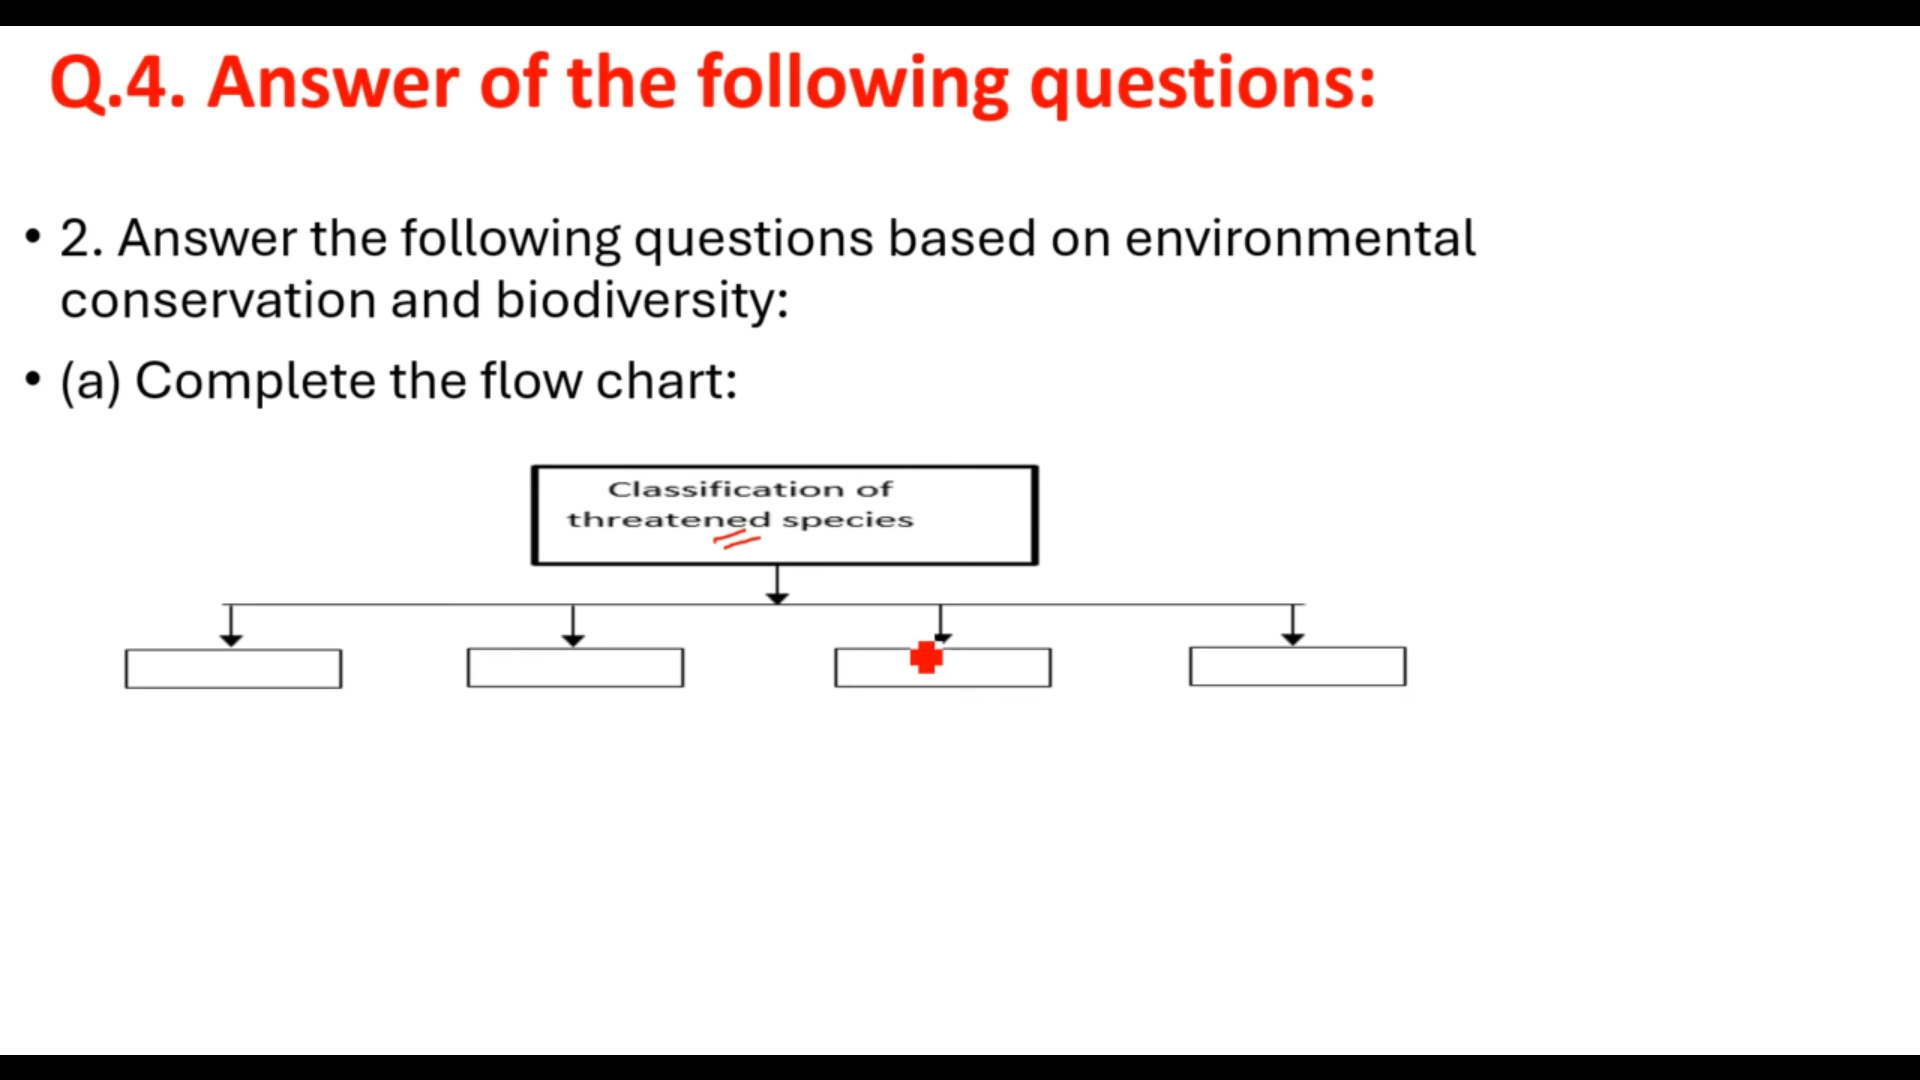 Q.4. Answer of the following questions:
• 2. Answer the following questions based on environmental
conservation and biodiversity:
• (a) Complete the flow chart:
Classification of
threatened species